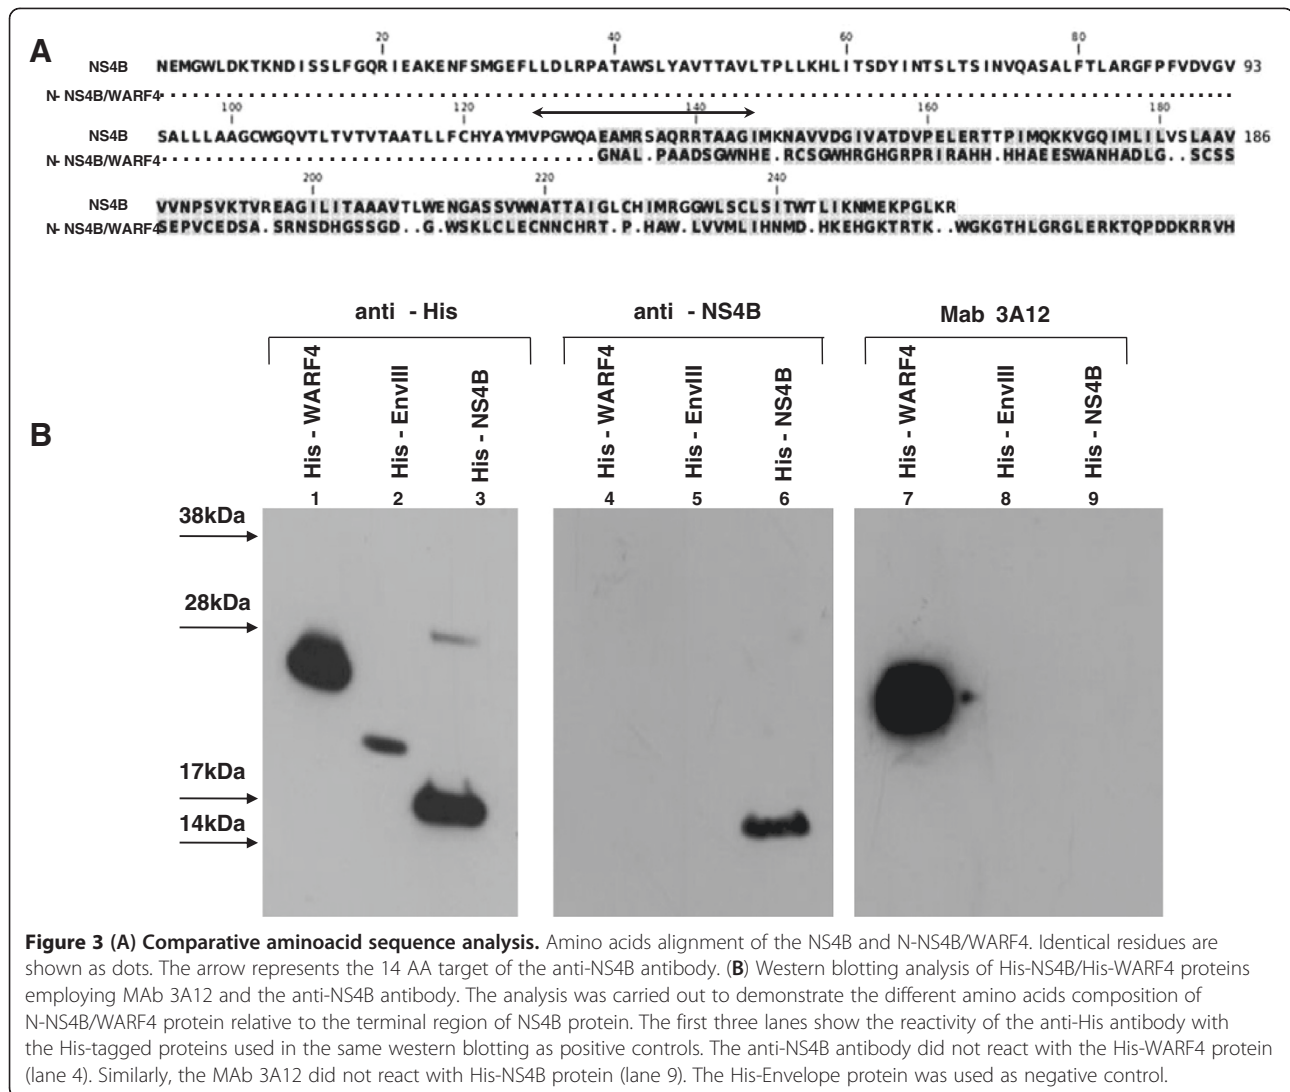 A
20 40 60 80
NS4B NEMGWLDKTKNDISSLFGQRIEAKENFSMGEFLLDLRPATAWSLYAVTTAVLTPLLKHLITSDYINTSLTSINVQASALFTLARGFPFVDVGV 93
N- NS4B/WARF4
100 120 140 160 180
NS4B SALLLAAGCWGQVTLTVTVTAATLLFCHYAYMVPGWQAEAMRSAQRRTAAGIMKNAVVDGIVATDVPELERTTPIMQKKVGQIMLILVSLAAV 186
N- NS4B/WARF4 GNAL.PAADSGWNHE.RCSGWHRGHGRPRIRAHH.HHAEESWANHADLG..SCSS
200 220 240
NS4B VVNPSVKTVREAGILITAAAVTLWENGASSVWNATTAIGLCHIMRGGWLSCLSITWTLIKNMEKPGLKR
N- NS4B/WARF4 SEPVCEDSA.SRNSDHGSSGD..G.WSKLCLECNNCHRT.P.HAW.LVVMLIHNMD.HKEHGKTRTK..WGKGTHLGRGLERKTQPDDKRRVH
anti - His anti - NS4B Mab 3A12
B
His - WARF4 His - EnvIII His - NS4B His - WARF4 His - EnvIII His - NS4B His - WARF4 His - EnvIII His - NS4B
1 2 3 4 5 6 7 8 9
38kDa
28kDa
17kDa
14kDa
Figure 3 (A) Comparative aminoacid sequence analysis. Amino acids alignment of the NS4B and N-NS4B/WARF4. Identical residues are
shown as dots. The arrow represents the 14 AA target of the anti-NS4B antibody. (B) Western blotting analysis of His-NS4B/His-WARF4 proteins
employing MAb 3A12 and the anti-NS4B antibody. The analysis was carried out to demonstrate the different amino acids composition of
N-NS4B/WARF4 protein relative to the terminal region of NS4B protein. The first three lanes show the reactivity of the anti-His antibody with
the His-tagged proteins used in the same western blotting as positive controls. The anti-NS4B antibody did not react with the His-WARF4 protein
(lane 4). Similarly, the MAb 3A12 did not react with His-NS4B protein (lane 9). The His-Envelope protein was used as negative control.